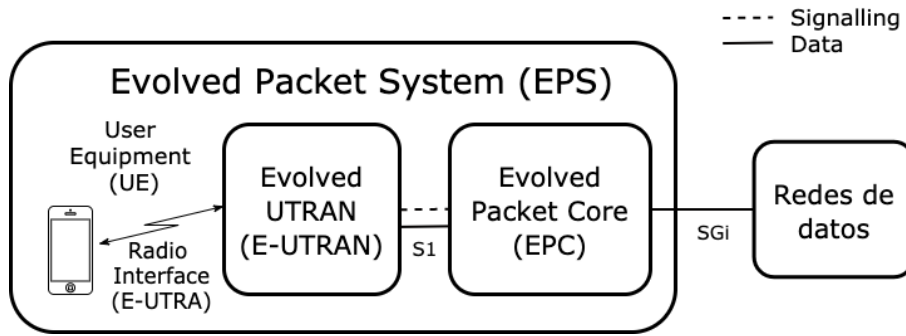 Signalling
Data
Evolved Packet System (EPS)
User
Equipment
(UE)
Radio
Interface
(E-UTRA)
Evolved
UTRAN
(E-UTRAN)
S1
Evolved
Packet Core
(EPC)
SGi
Redes de
datos